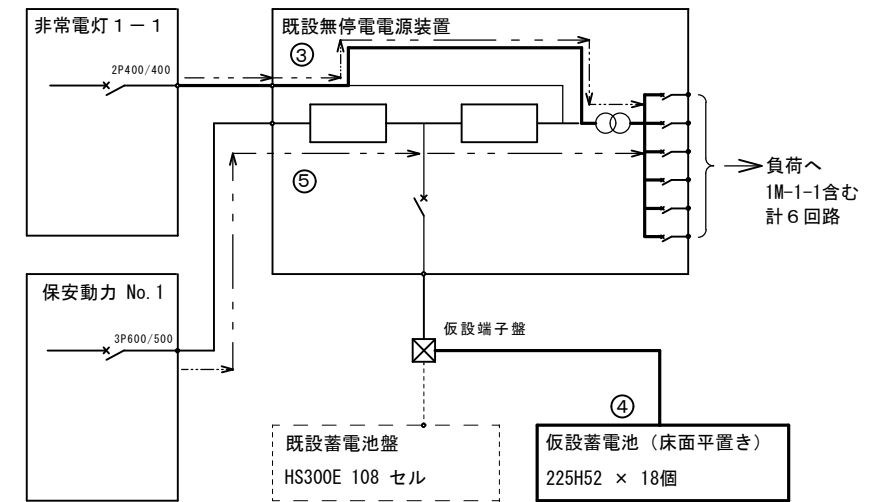 非常電灯１－１
2P400/400
既設無停電電源装置
③
⑤
負荷へ
1M-1-1含む
計６回路
保安動力 No.1
3P600/500
仮設端子盤
④
既設蓄電池盤
HS300E 108 セル
仮設蓄電池（床面平置き）
225H52 × 18個